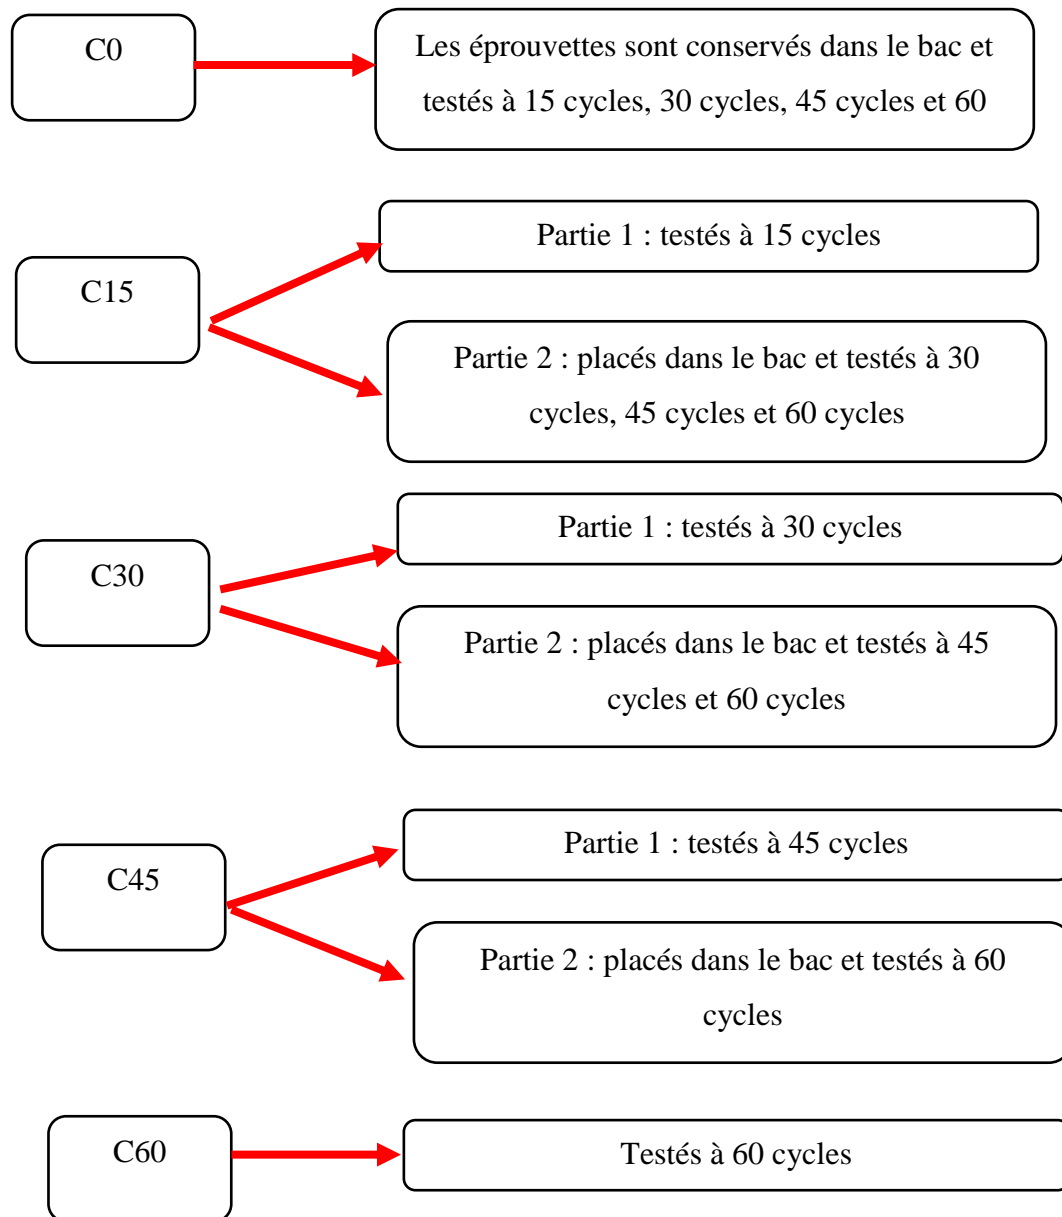 C0
Les éprouvettes sont conservés dans le bac et
testés à 15 cycles, 30 cycles, 45 cycles et 60
C15
Partie 1 : testés à 15 cycles
Partie 2 : placés dans le bac et testés à 30
cycles, 45 cycles et 60 cycles
C30
Partie 1 : testés à 30 cycles
Partie 2 : placés dans le bac et testés à 45
cycles et 60 cycles
C45
Partie 1 : testés à 45 cycles
Partie 2 : placés dans le bac et testés à 60
cycles
C60
Testés à 60 cycles